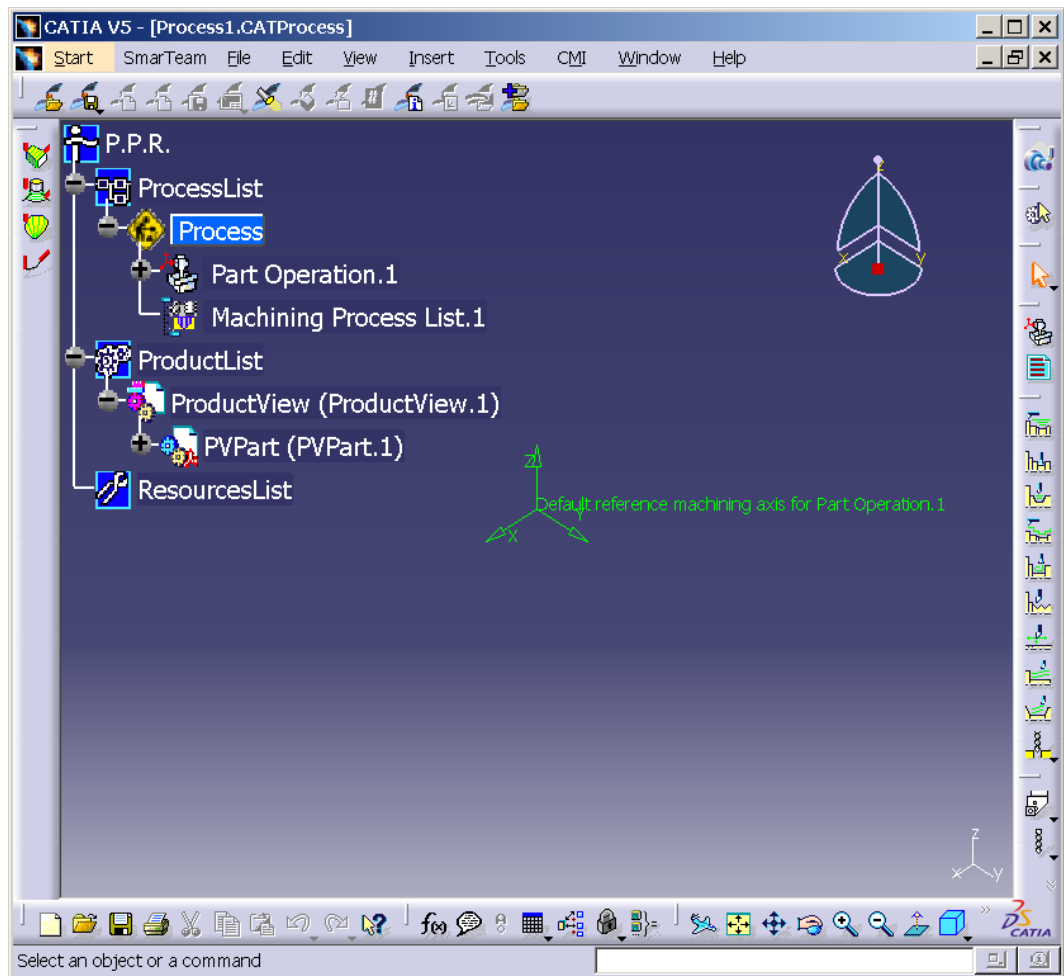 CATIA V5 - [Process1.CATProcess]
Start SmarTeam File Edit View Insert Tools CMI Window Help
P.P.R.
ProcessList
Process
Part Operation.1
Machining Process List.1
ProductList
ProductView (ProductView.1)
PVPart (PVPart.1)
ResourcesList
z
x y
z
Default reference machining axis for Part Operation.1
y
x
z
x y
f(x)
CATIA
Select an object or a command